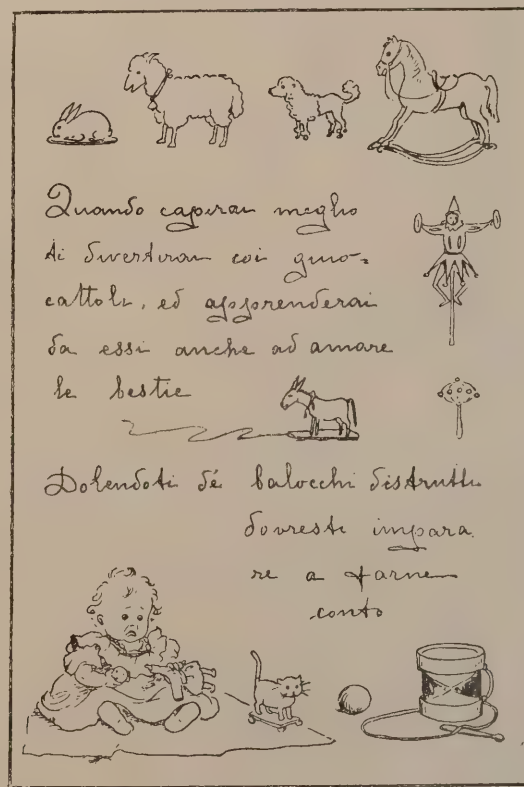 Quando capirai meglio
ti divertirai coi giuo-
cattoli, ed apprenderai
da essi anche ad amare
le bestie
Dolendoti dé balocchi distrutti
dovresti impara
re a farne
conto